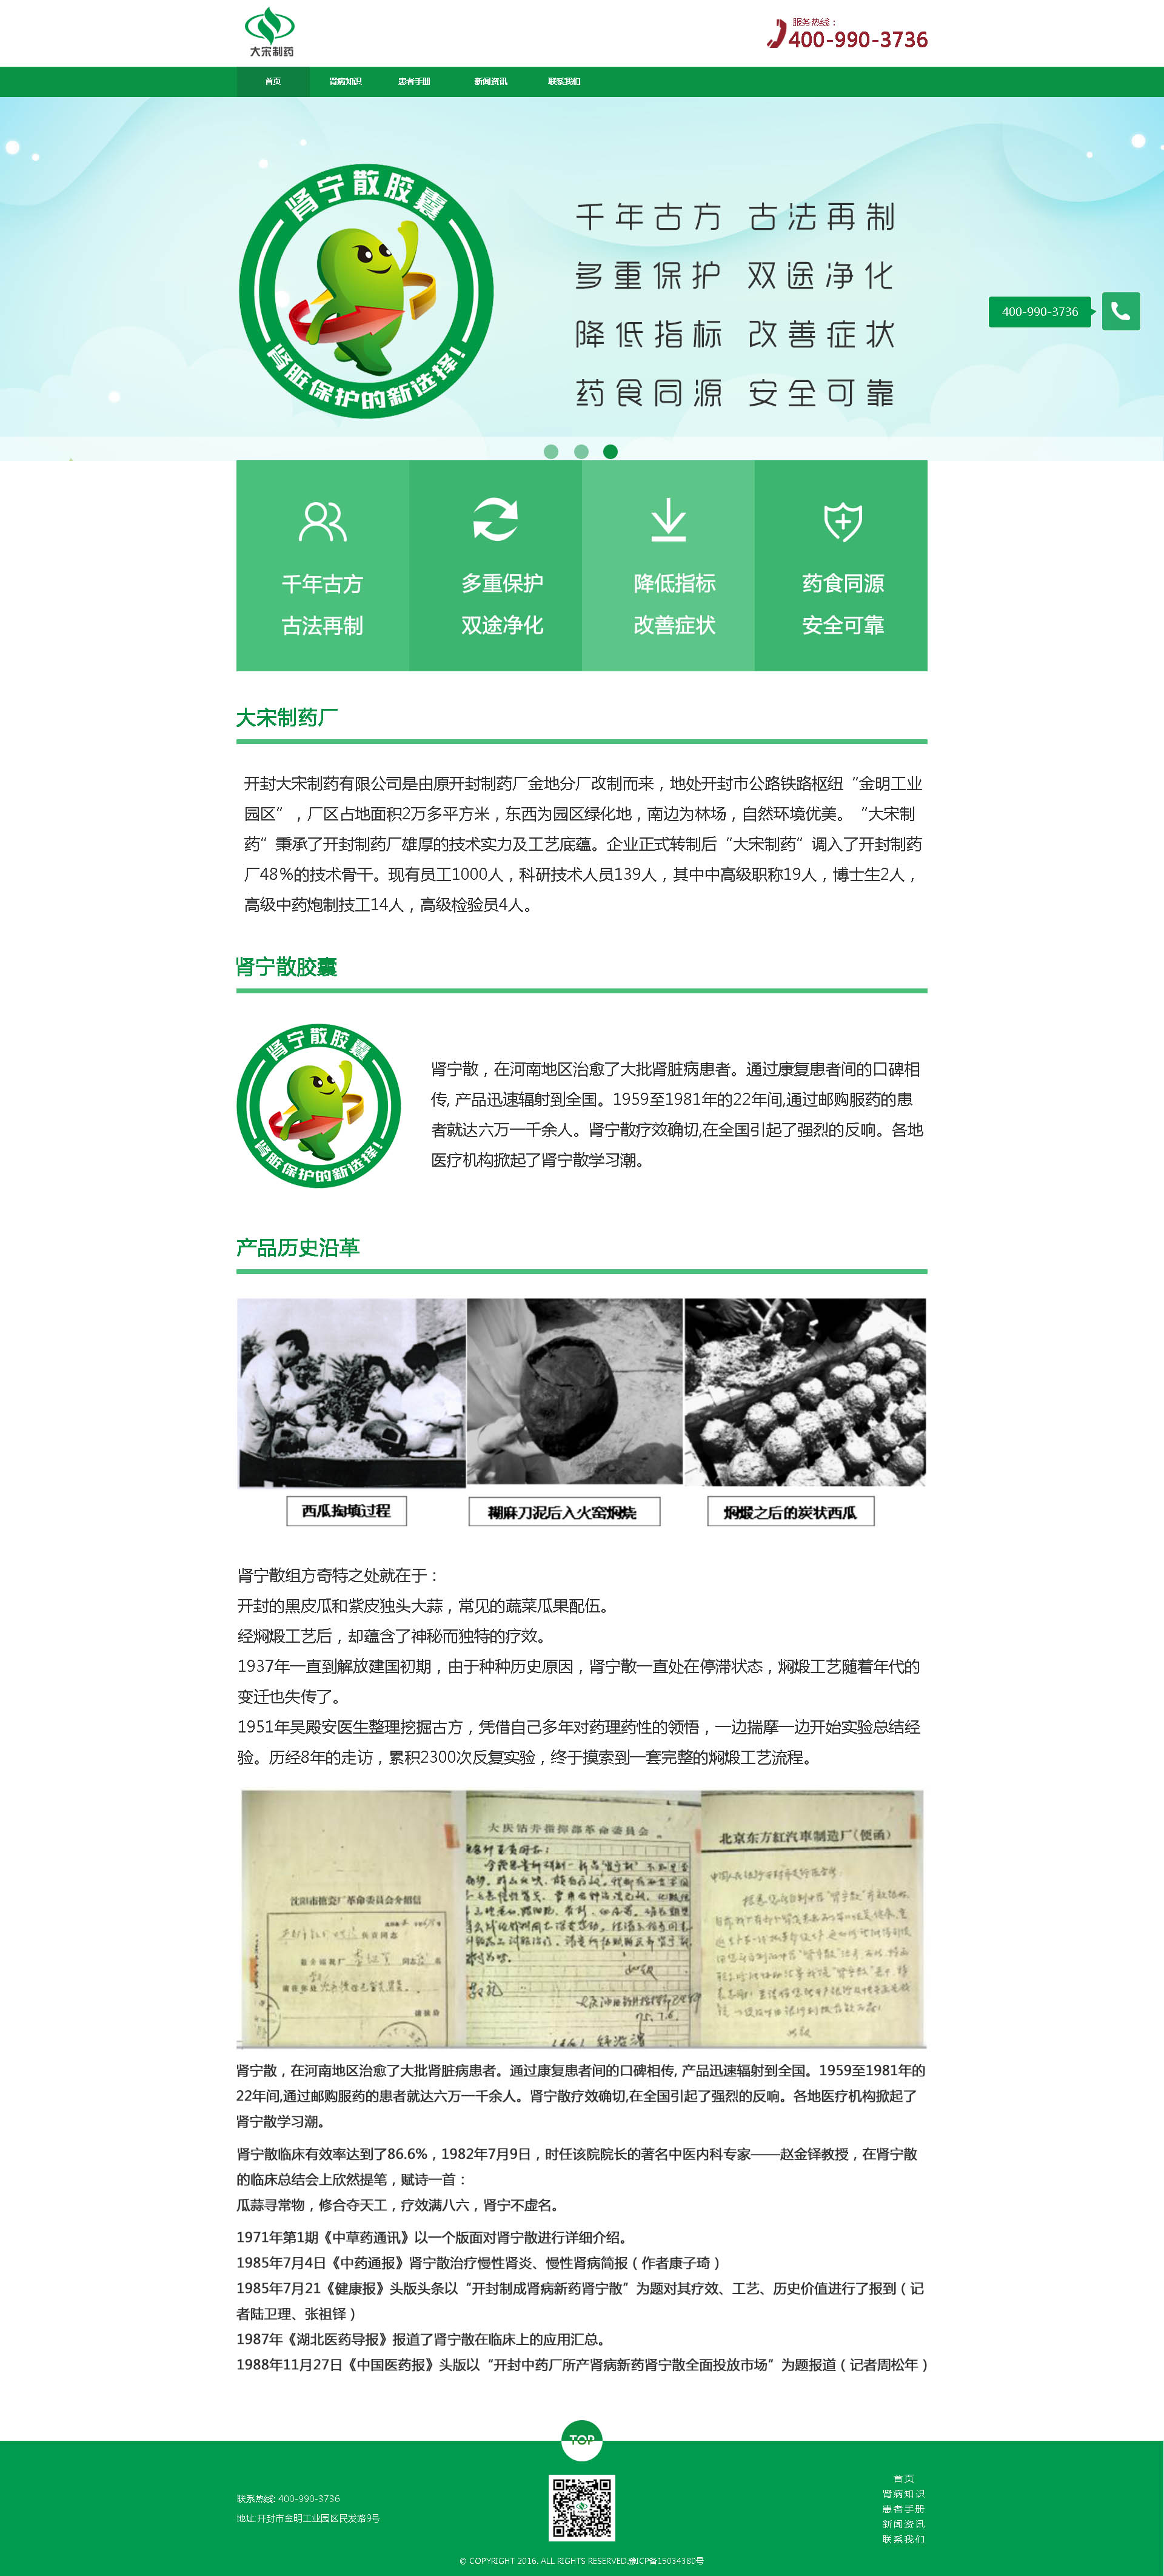 大宋制药
服务热线：
400-990-3736
首页 肾病知识 患者手册 新闻资讯 联系我们
肾宁散胶囊
肾脏保护的新选择!
千年古方 古法再制
多重保护 双途净化
降低指标 改善症状
药食同源 安全可靠
400-990-3736
千年古方
古法再制
多重保护
双途净化
降低指标
改善症状
药食同源
安全可靠
大宋制药厂
开封大宋制药有限公司是由原开封制药厂金地分厂改制而来，地处开封市公路铁路枢纽“金明工业
园区”，厂区占地面积2万多平方米，东西为园区绿化地，南边为林场，自然环境优美。“大宋制
药”秉承了开封制药厂雄厚的技术实力及工艺底蕴。企业正式转制后“大宋制药”调入了开封制药
厂48%的技术骨干。现有员工1000人，科研技术人员139人，其中中高级职称19人，博士生2人，
高级中药炮制技工14人，高级检验员4人。
肾宁散胶囊
肾宁散胶囊
肾脏保护的新选择!
肾宁散，在河南地区治愈了大批肾脏病患者。通过康复患者间的口碑相
传, 产品迅速辐射到全国。1959至1981年的22年间,通过邮购服药的患
者就达六万一千余人。肾宁散疗效确切,在全国引起了强烈的反响。各地
医疗机构掀起了肾宁散学习潮。
产品历史沿革
西瓜掏填过程
糊麻刀泥后入火窑焖烧
焖煅之后的炭状西瓜
肾宁散组方奇特之处就在于：
开封的黑皮瓜和紫皮独头大蒜，常见的蔬菜瓜果配伍。
经焖煅工艺后，却蕴含了神秘而独特的疗效。
1937年一直到解放建国初期，由于种种历史原因，肾宁散一直处在停滞状态，焖煅工艺随着年代的
变迁也失传了。
1951年吴殿安医生整理挖掘古方，凭借自己多年对药理药性的领悟，一边揣摩一边开始实验总结经
验。历经8年的走访，累积2300次反复实验，终于摸索到一套完整的焖煅工艺流程。
沈阳市搪瓷厂革命委员会介绍信
大庆钻井指挥部革命委员会
北京东方红汽车制造厂(便函)
肾宁散，在河南地区治愈了大批肾脏病患者。通过康复患者间的口碑相传, 产品迅速辐射到全国。1959至1981年的
22年间,通过邮购服药的患者就达六万一千余人。肾宁散疗效确切,在全国引起了强烈的反响。各地医疗机构掀起了
肾宁散学习潮。
肾宁散临床有效率达到了86.6%，1982年7月9日，时任该院院长的著名中医内科专家——赵金铎教授，在肾宁散
的临床总结会上欣然提笔，赋诗一首：
瓜蒜寻常物，修合夺天工，疗效满八六，肾宁不虚名。
1971年第1期《中草药通讯》以一个版面对肾宁散进行详细介绍。
1985年7月4日《中药通报》肾宁散治疗慢性肾炎、慢性肾病简报（作者康子琦）
1985年7月21《健康报》头版头条以“开封制成肾病新药肾宁散”为题对其疗效、工艺、历史价值进行了报到（记
者陆卫理、张祖铎）
1987年《湖北医药导报》报道了肾宁散在临床上的应用汇总。
1988年11月27日《中国医药报》头版以“开封中药厂所产肾病新药肾宁散全面投放市场”为题报道（记者周松年）
TOP
联系热线: 400-990-3736
地址:开封市金明工业园区民发路9号
首页
肾病知识
患者手册
新闻资讯
联系我们
© COPYRIGHT 2016. ALL RIGHTS RESERVED.豫ICP备15034380号